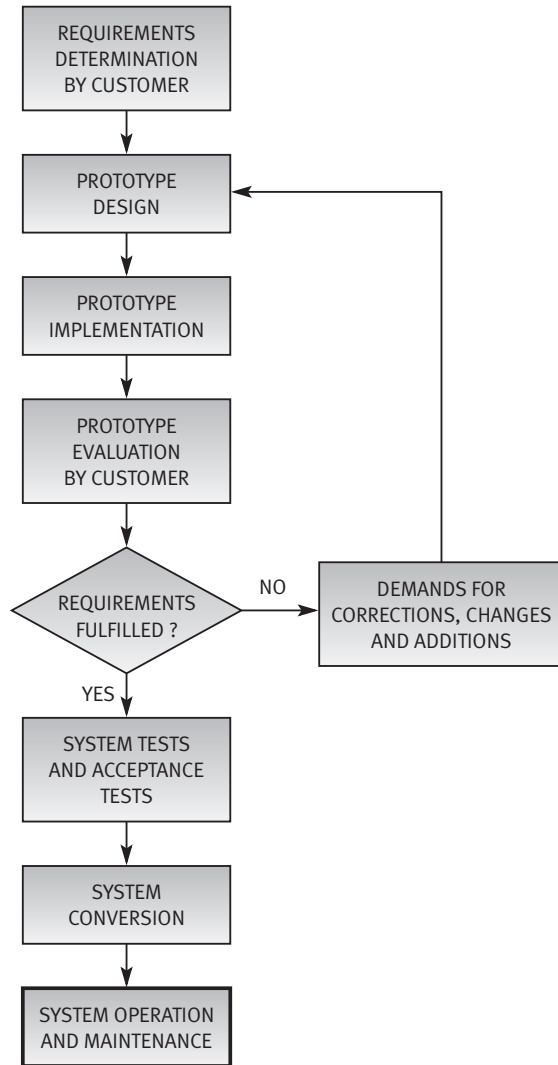 REQUIREMENTS
DETERMINATION
BY CUSTOMER
PROTOTYPE
DESIGN
PROTOTYPE
IMPLEMENTATION
PROTOTYPE
EVALUATION
BY CUSTOMER
REQUIREMENTS
FULFILLED ?
NO
DEMANDS FOR
CORRECTIONS, CHANGES
AND ADDITIONS
YES
SYSTEM TESTS
AND ACCEPTANCE
TESTS
SYSTEM
CONVERSION
SYSTEM OPERATION
AND MAINTENANCE